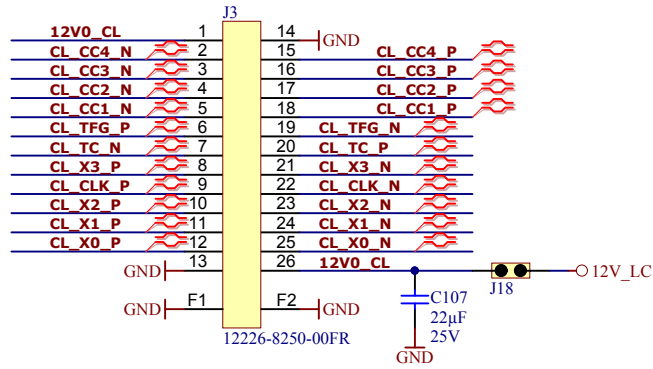 J3
12V0_CL 1 14 GND
CL_CC4_N 2 15 CL_CC4_P
CL_CC3_N 3 16 CL_CC3_P
CL_CC2_N 4 17 CL_CC2_P
CL_CC1_N 5 18 CL_CC1_P
CL_TFG_P 6 19 CL_TFG_N
CL_TC_N 7 20 CL_TC_P
CL_X3_P 8 21 CL_X3_N
CL_CLK_P 9 22 CL_CLK_N
CL_X2_P 10 23 CL_X2_N
CL_X1_P 11 24 CL_X1_N
CL_X0_P 12 25 CL_X0_N
GND 13 26 12V0_CL 12V_LC
J18
GND F1 F2 GND
C107
22µF
25V
12226-8250-00FR
GND